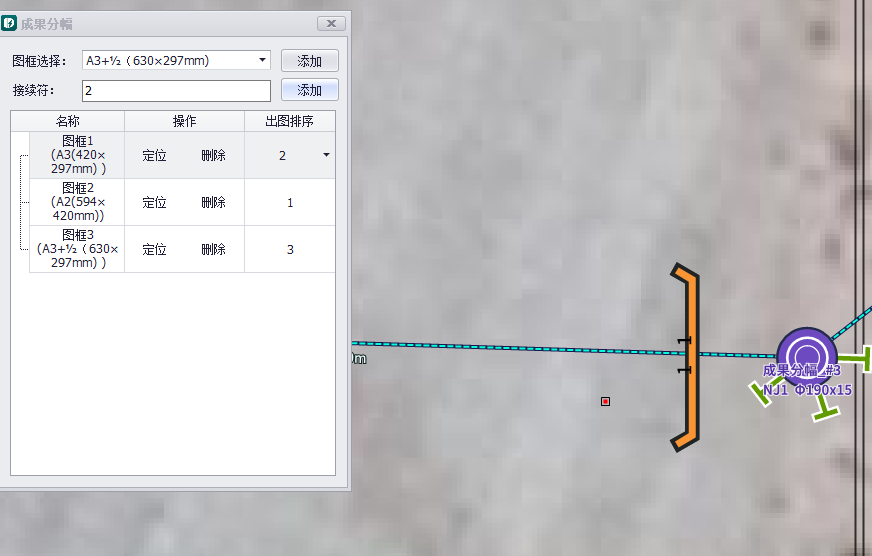 成果分幅
图框选择： A3+½（630×297mm) 添加
接续符： 2 添加
名称 操作 出图排序
图框1
(A3(420×
297mm) )
定位 删除 2
图框2
(A2(594×
420mm))
定位 删除 1
图框3
(A3+½（630×
297mm) )
定位 删除 3
m
1
1
成果分幅_#3
NJ1 Φ190x15